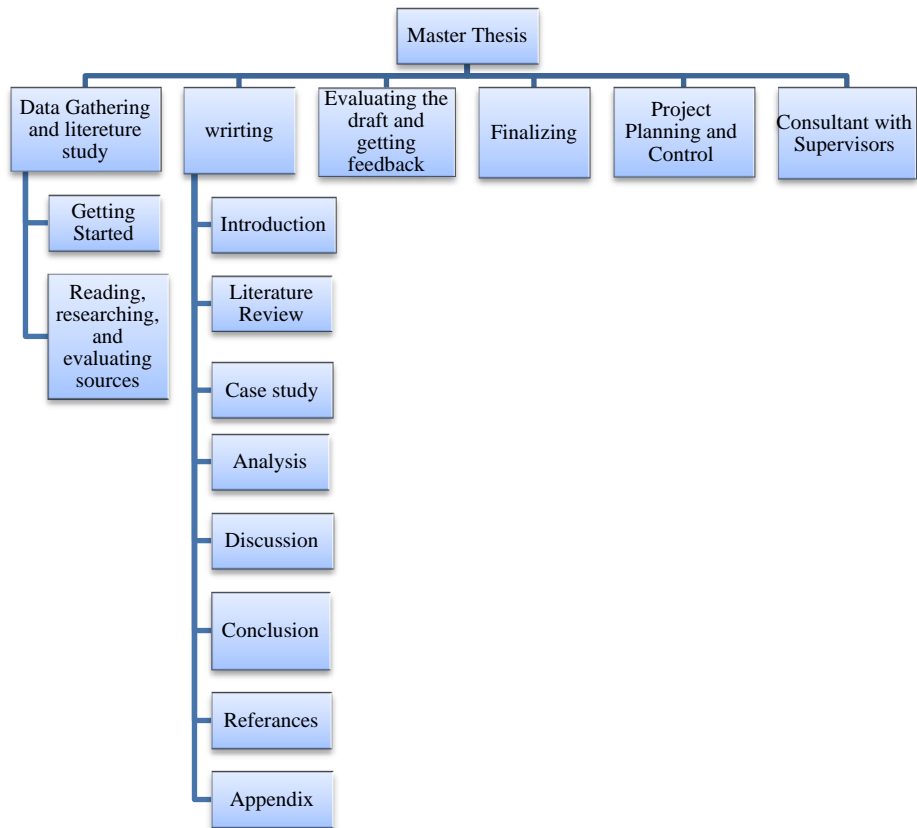 Master Thesis
Data Gathering
and litereture
study
wrirting
Evaluating the
draft and
getting
feedback
Finalizing
Project
Planning and
Control
Consultant with
Supervisors
Getting
Started
Reading,
researching,
and
evaluating
sources
Introduction
Literature
Review
Case study
Analysis
Discussion
Conclusion
Referances
Appendix